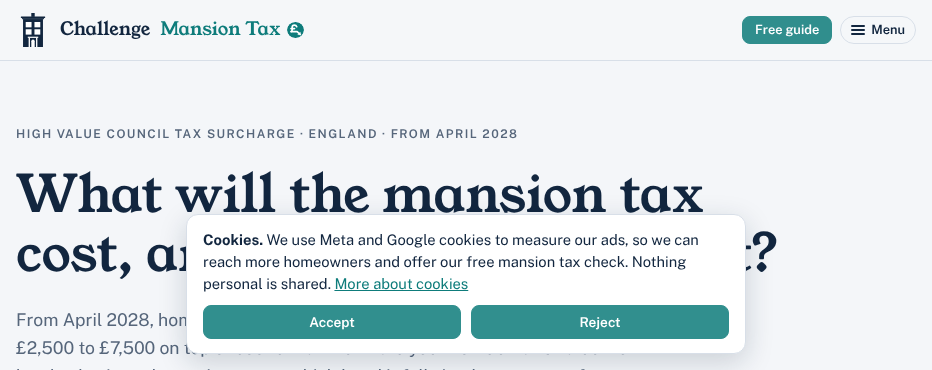 Challenge Mansion Tax
Free guide
Menu
HIGH VALUE COUNCIL TAX SURCHARGE · ENGLAND · FROM APRIL 2028
What will the mansion tax
cost, ?
Cookies. We use Meta and Google cookies to measure our ads, so we can
reach more homeowners and offer our free mansion tax check. Nothing
personal is shared. More about cookies
Accept
Reject
From April 2028,
£2,500 to £7,500 on